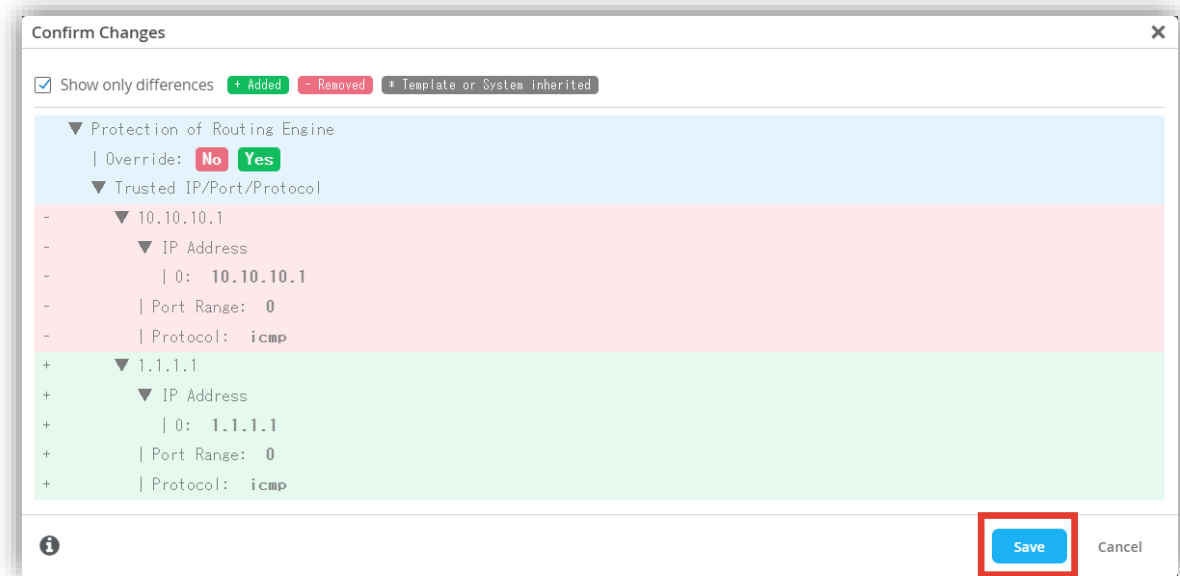 Confirm Changes
Show only differences + Added - Removed * Template or System inherited
▼ Protection of Routing Engine
| Override: No Yes
▼ Trusted IP/Port/Protocol
- ▼ 10.10.10.1
- ▼ IP Address
- | 0: 10.10.10.1
- | Port Range: 0
- | Protocol: icmp
+ ▼ 1.1.1.1
+ ▼ IP Address
+ | 0: 1.1.1.1
+ | Port Range: 0
+ | Protocol: icmp
Save Cancel